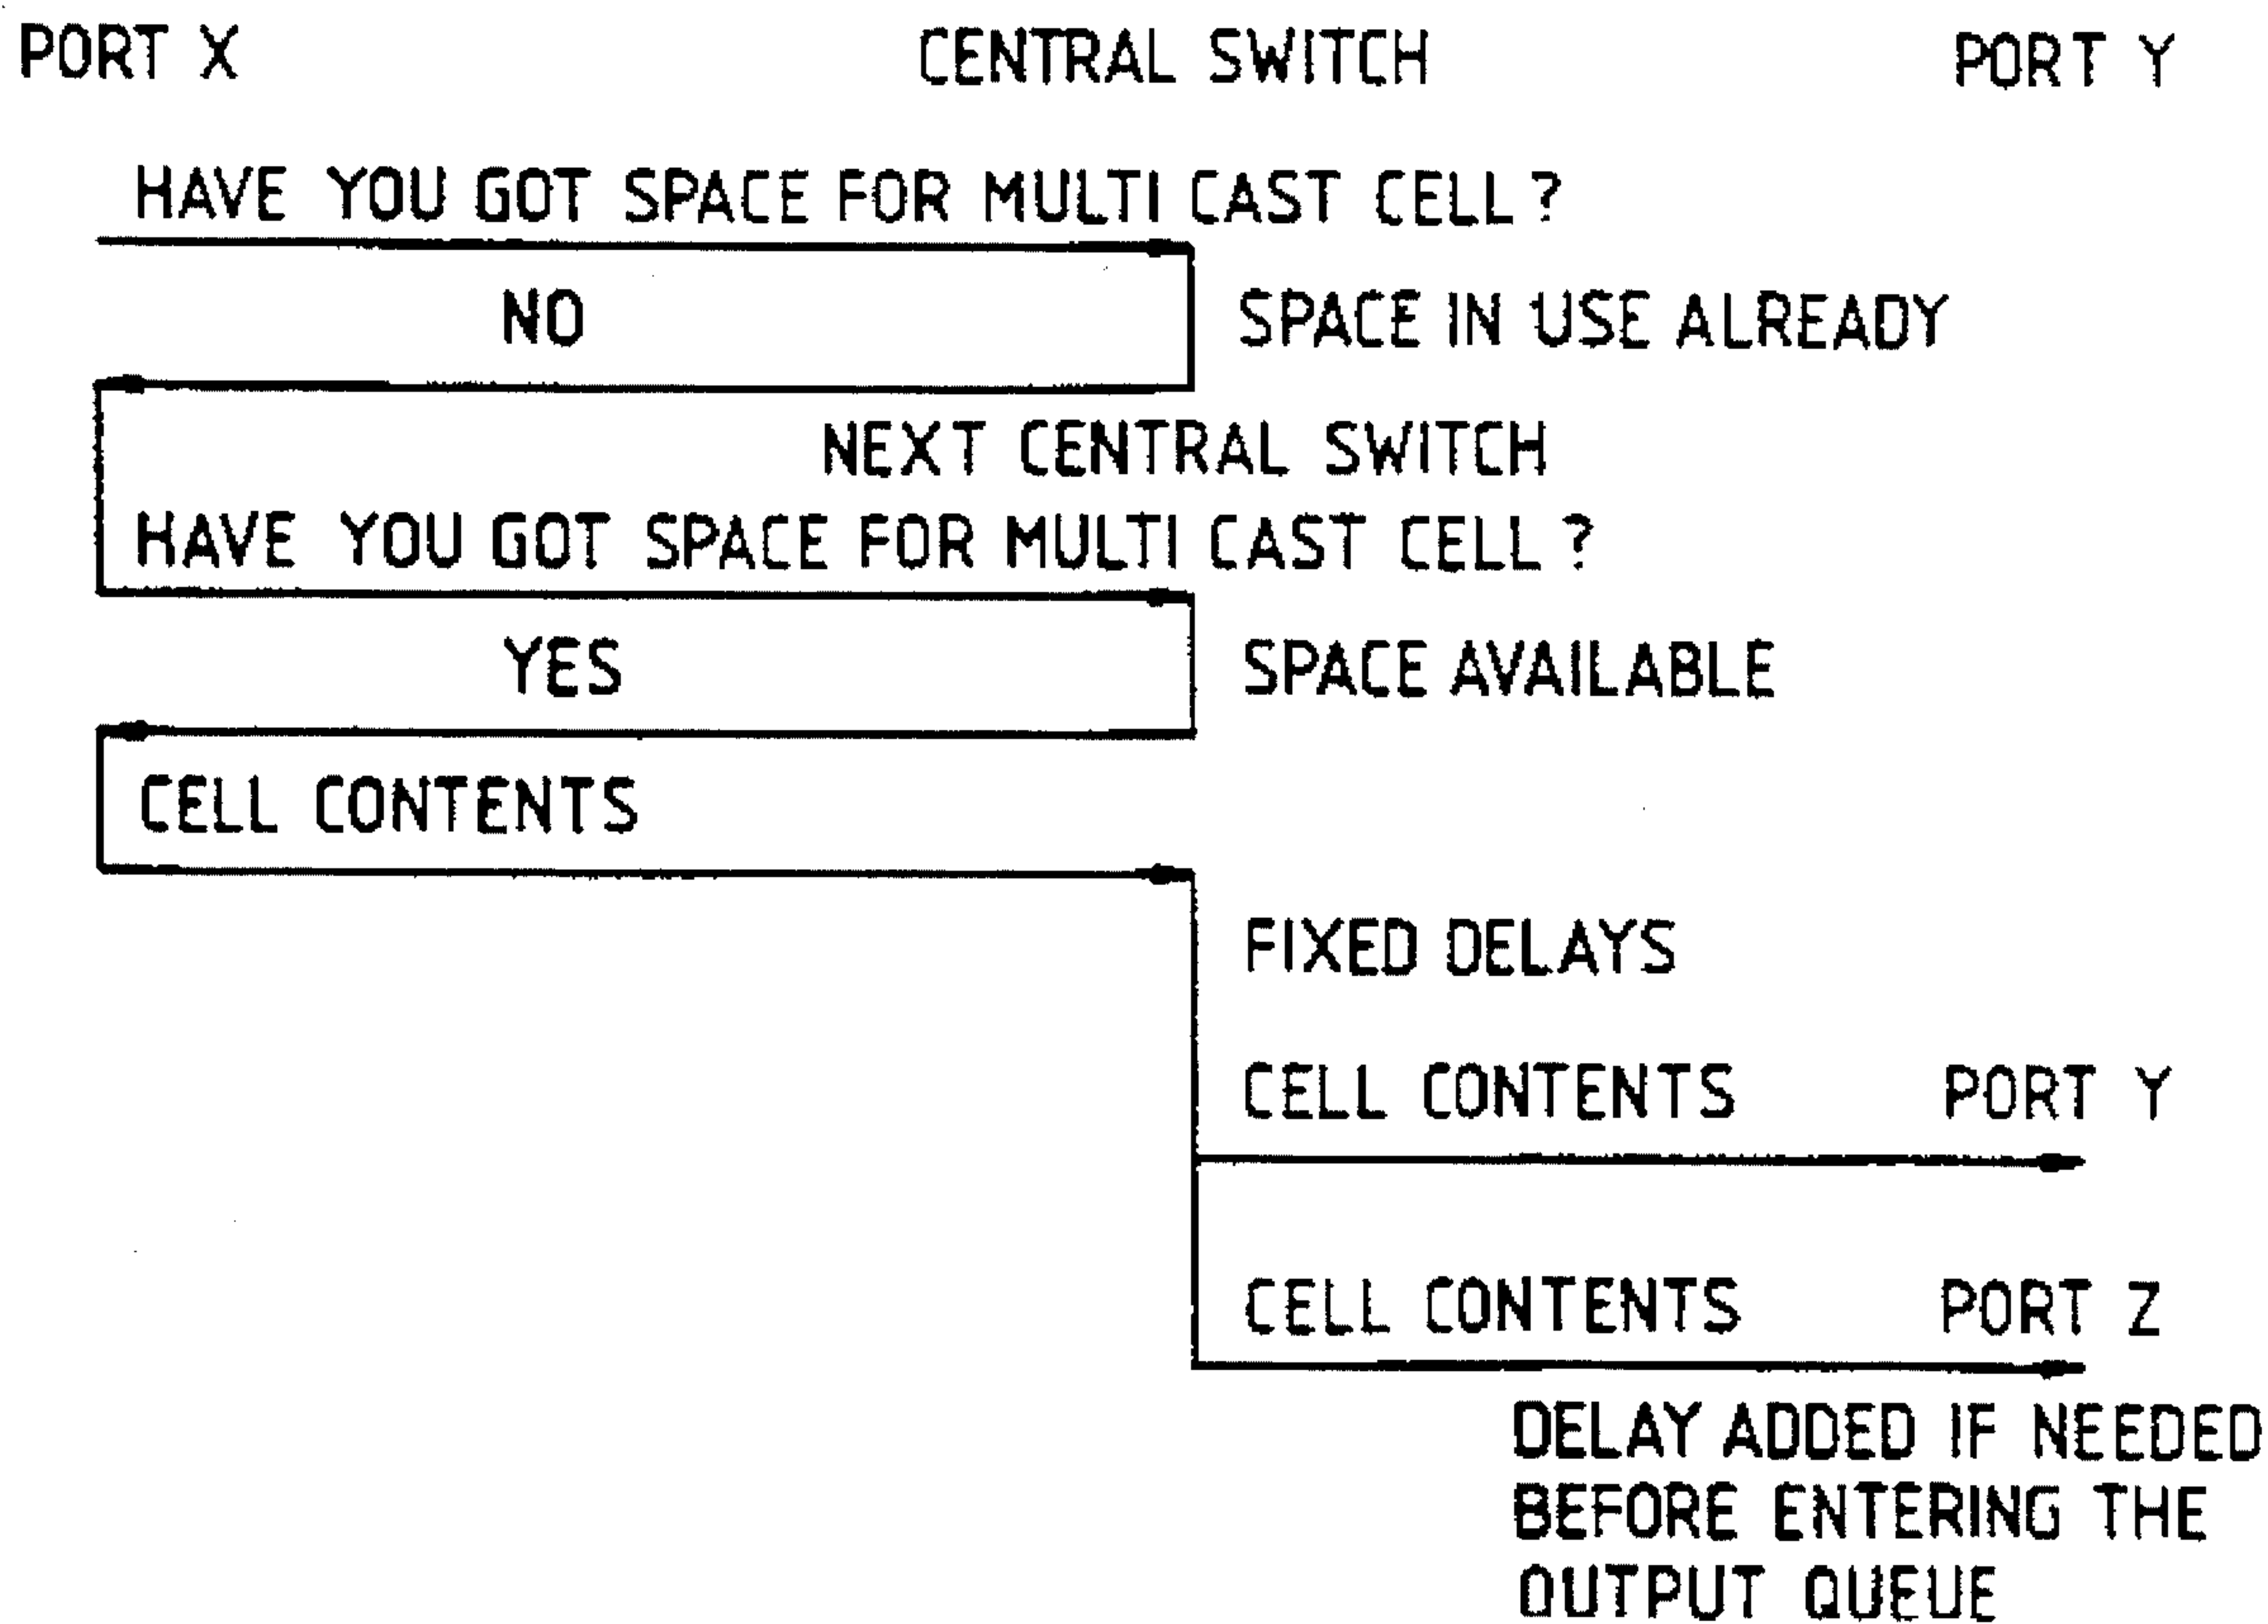 PORT X CENTRAL SWITCH PORT Y
HAVE YOU GOT SPACE FOR MULTI CAST CELL ?
NO SPACE IN USE ALREADY
NEXT CENTRAL SWITCH
HAVE YOU GOT SPACE FOR MULTI CAST CELL ?
YES SPACE AVAILABLE
CELL CONTENTS
FIXED DELAYS
CELL CONTENTS PORT Y
CELL CONTENTS PORT Z
DELAY ADDED IF NEEDED
BEFORE ENTERING THE
OUTPUT QUEUE